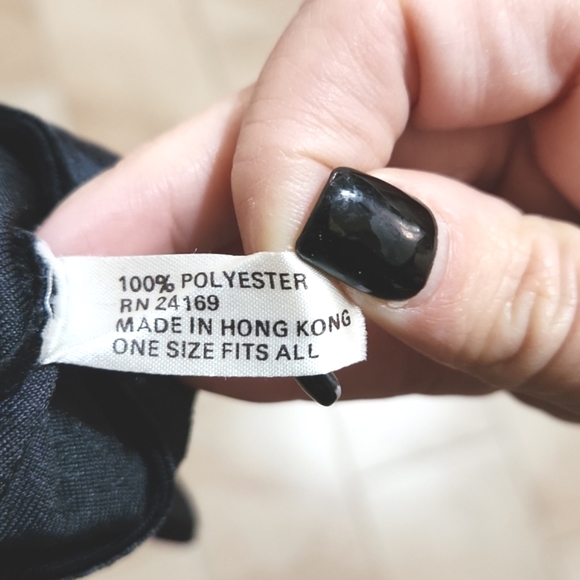 100% POLYESTER
RN 24169
MADE IN HONG KONG
ONE SIZE FITS ALL